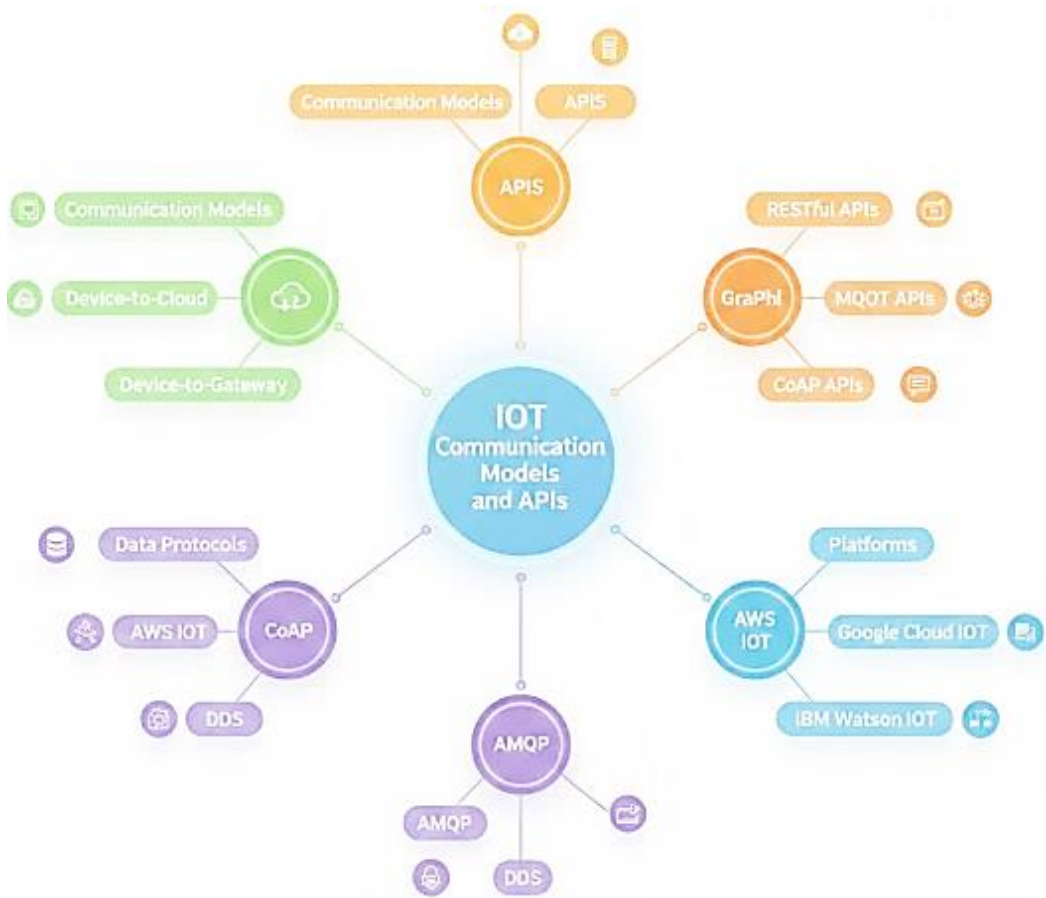 Communication Models
APIS
APIS
Communication Models
Device-to-Cloud
Device-to-Gateway
RESTful APIs
GraPhl
MQOT APIs
CoAP APIs
IOT
Communication
Models
and APIs
Data Protocols
CoAP
AWS IOT
DDS
Platforms
AWS
IOT
Google Cloud IOT
IBM Watson IOT
AMQP
AMQP
DDS